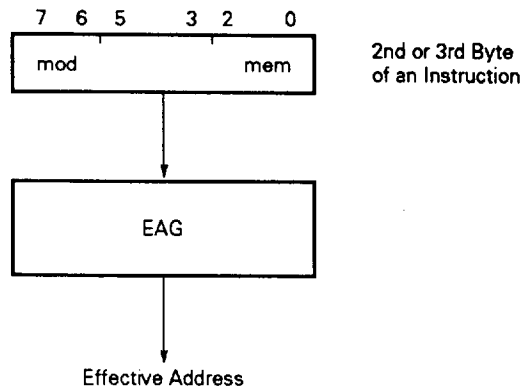 7 6 5 3 2 0
mod mem
2nd or 3rd Byte
of an Instruction
EAG
Effective Address